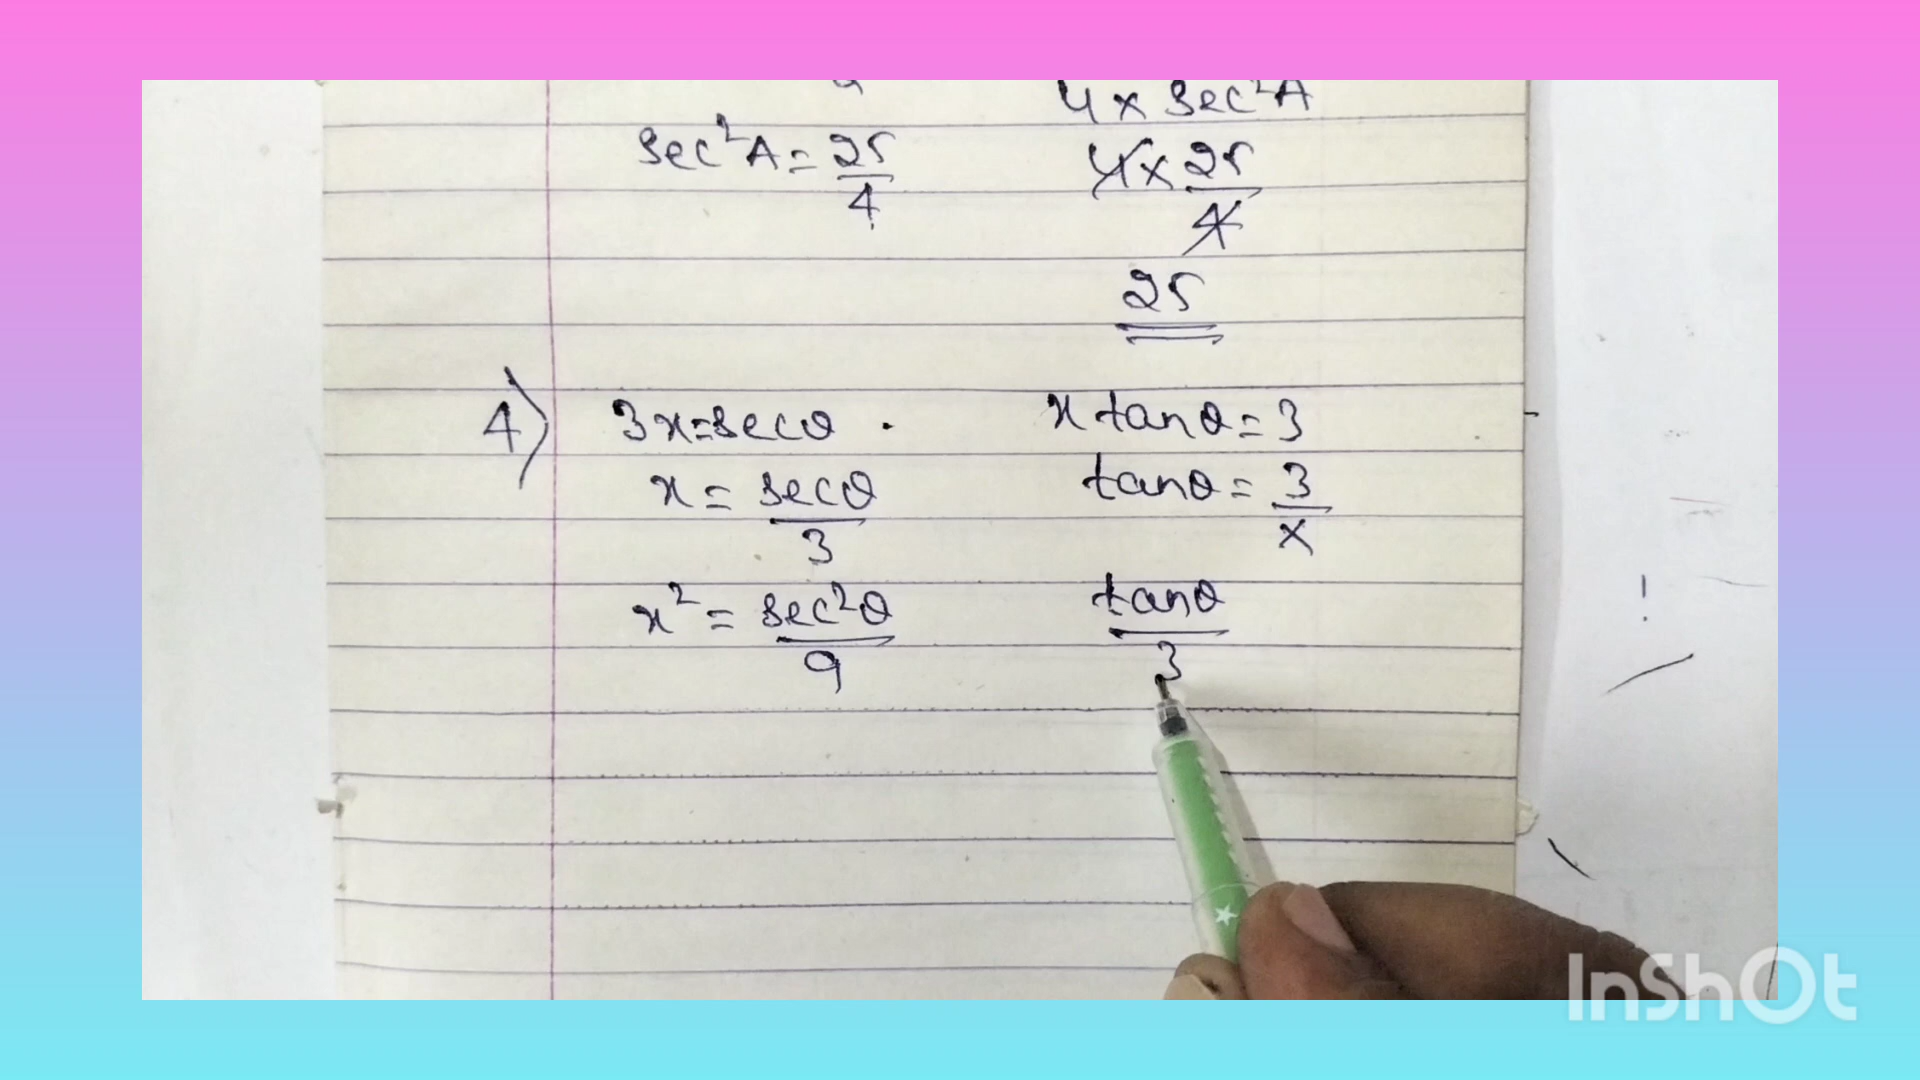 4 x sec²A
sec²A = 25/4
4 x 25/4
25
4) 3x = secθ . x tanθ = 3
x = secθ/3
tanθ = 3/x
x² = sec²θ/9
tanθ/3
InShOt